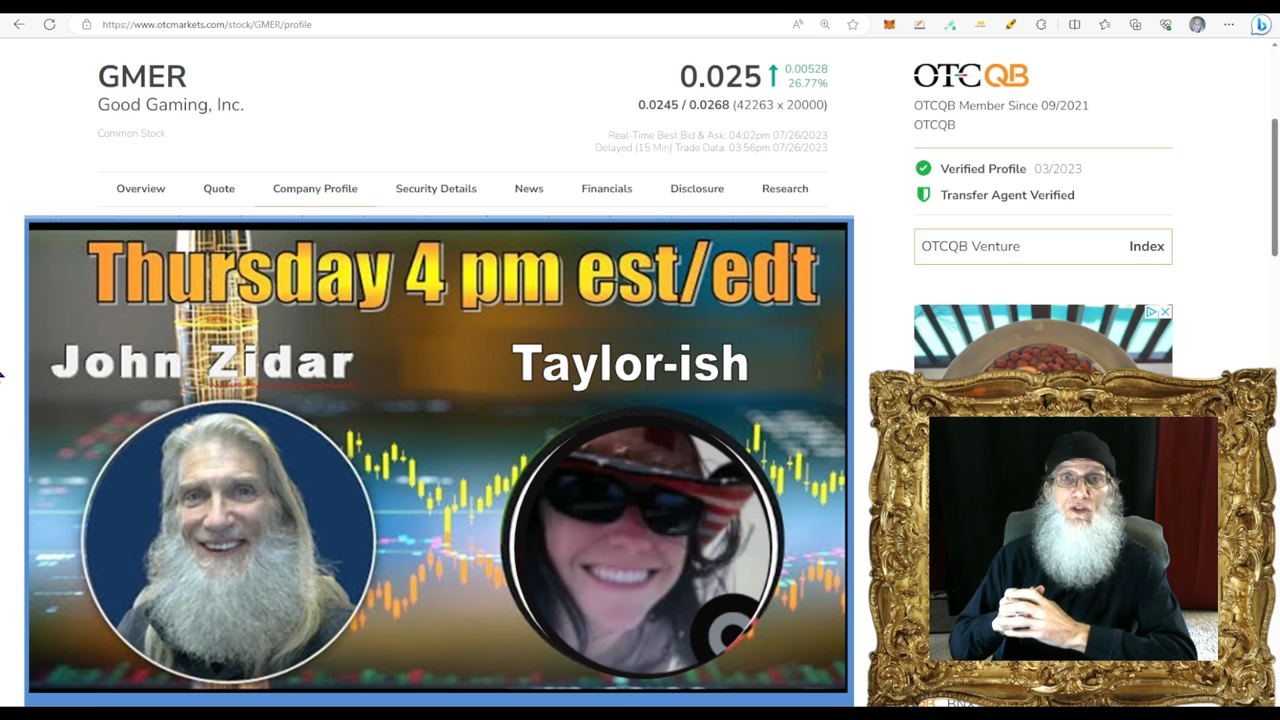 https://www.otcmarkets.com/stock/GMER/profile
GMER
Good Gaming, Inc.
Common Stock
0.025
0.00528
26.77%
0.0245 / 0.0268 (42263 x 20000)
Real-Time Best Bid & Ask: 04:02pm 07/26/2023
Delayed (15 Min) Trade Data: 03:56pm 07/26/2023
OTCQB
OTCQB Member Since 09/2021
OTCQB
Verified Profile 03/2023
Transfer Agent Verified
OTCQB Venture Index
Overview Quote Company Profile Security Details News Financials Disclosure Research
Thursday 4 pm est/edt
John Zidar
Taylor-ish